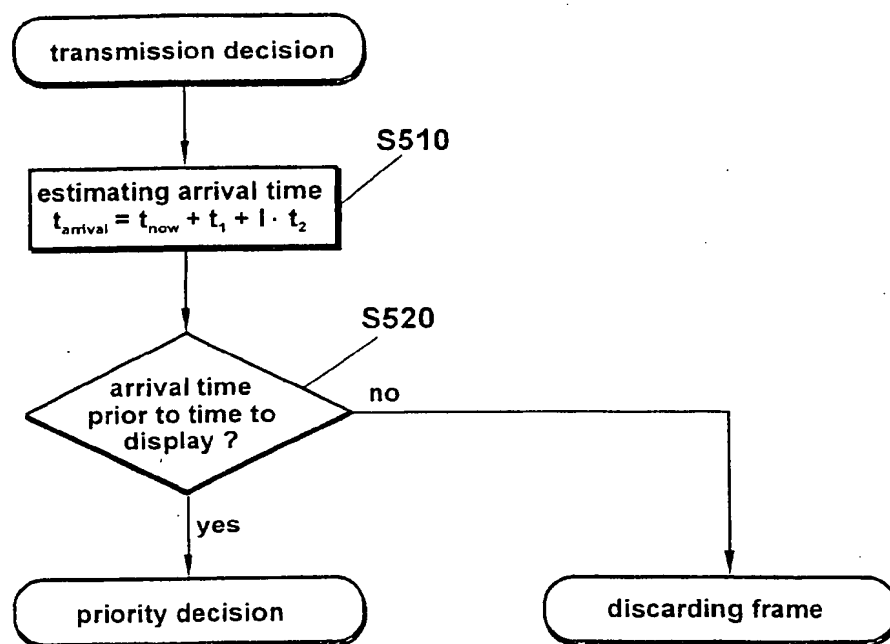 transmission decision
S510
estimating arrival time
t_arrival = t_now + t_1 + l · t_2
S520
arrival time
prior to time to
display ?
no
yes
priority decision
discarding frame